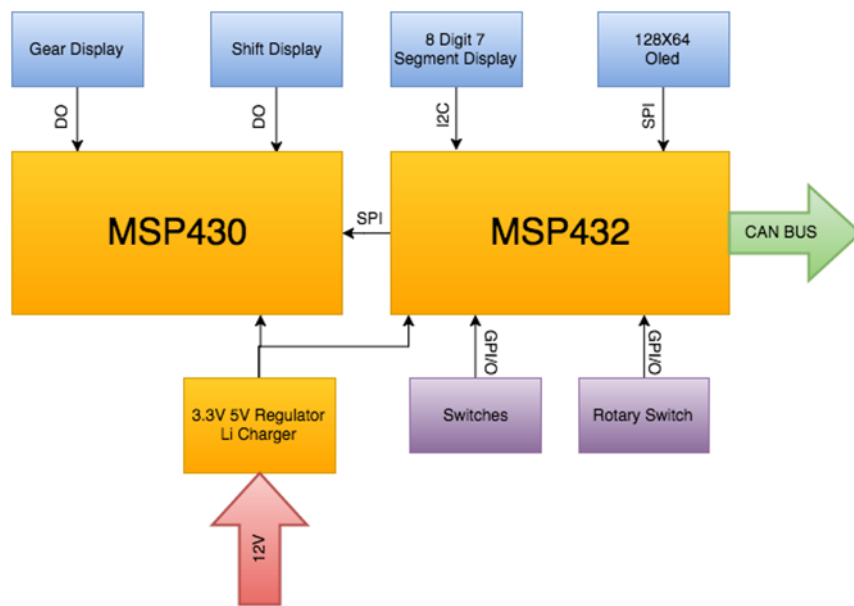 Gear Display
Shift Display
8 Digit 7
Segment Display
128X64
Oled
DO
DO
I2C
SPI
MSP430
SPI
MSP432
CAN BUS
GPI/O
GPI/O
3.3V 5V Regulator
Li Charger
Switches
Rotary Switch
12V